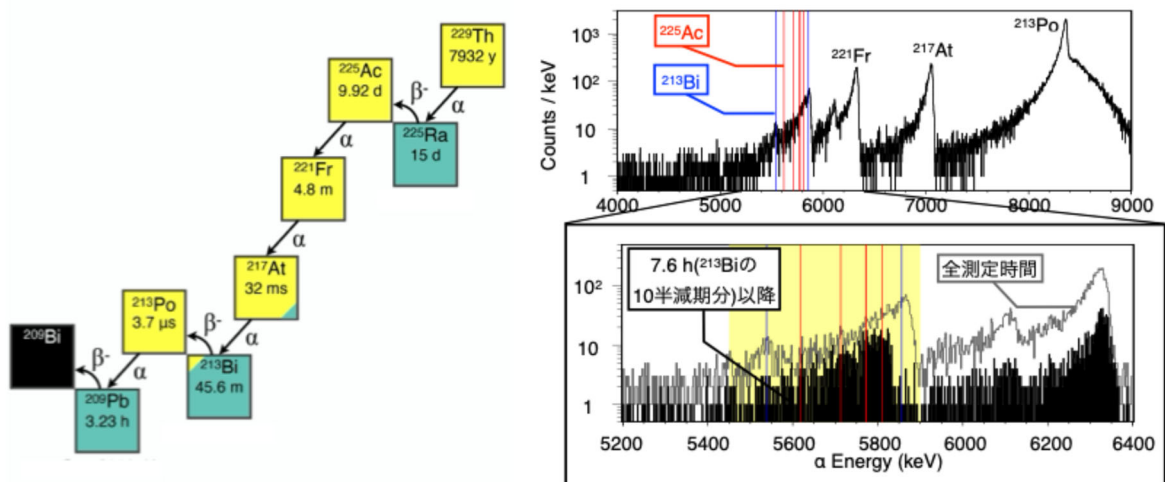 ²²⁹Th
7932 y
²²⁵Ac
9.92 d
β⁻
α
²²⁵Ra
15 d
α
²²¹Fr
4.8 m
α
²¹⁷At
32 ms
α
²¹³Po
3.7 µs
β⁻
²¹³Bi
45.6 m
α
²⁰⁹Bi
β⁻
²⁰⁹Pb
3.23 h
Counts / keV
10³
10²
10
1
²²⁵Ac
²¹³Bi
²²¹Fr
²¹⁷At
²¹³Po
4000 5000 6000 7000 8000 9000
10²
10
1
7.6 h(²¹³Biの
10半減期分)以降
全測定時間
5200 5400 5600 5800 6000 6200 6400
α Energy (keV)